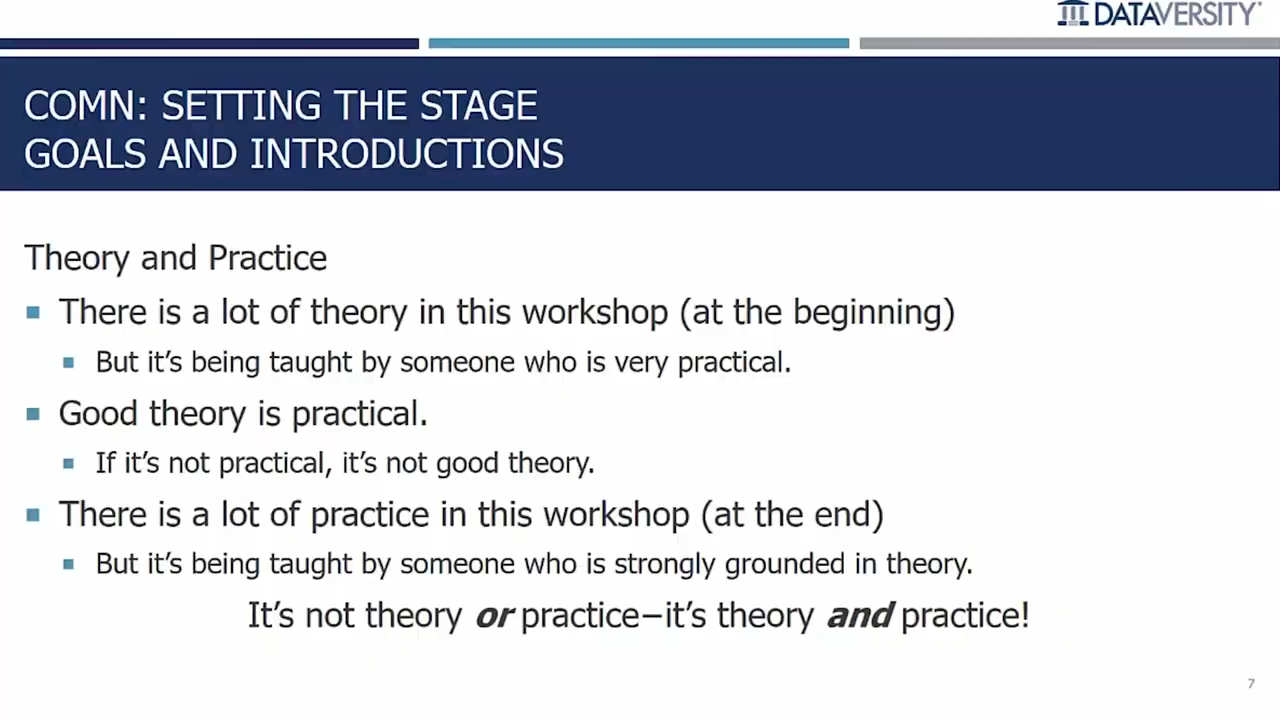 DATAVERSITY
COMN: SETTING THE STAGE
GOALS AND INTRODUCTIONS
Theory and Practice
There is a lot of theory in this workshop (at the beginning)
But it’s being taught by someone who is very practical.
Good theory is practical.
If it’s not practical, it’s not good theory.
There is a lot of practice in this workshop (at the end)
But it’s being taught by someone who is strongly grounded in theory.
It’s not theory or practice–it’s theory and practice!
7